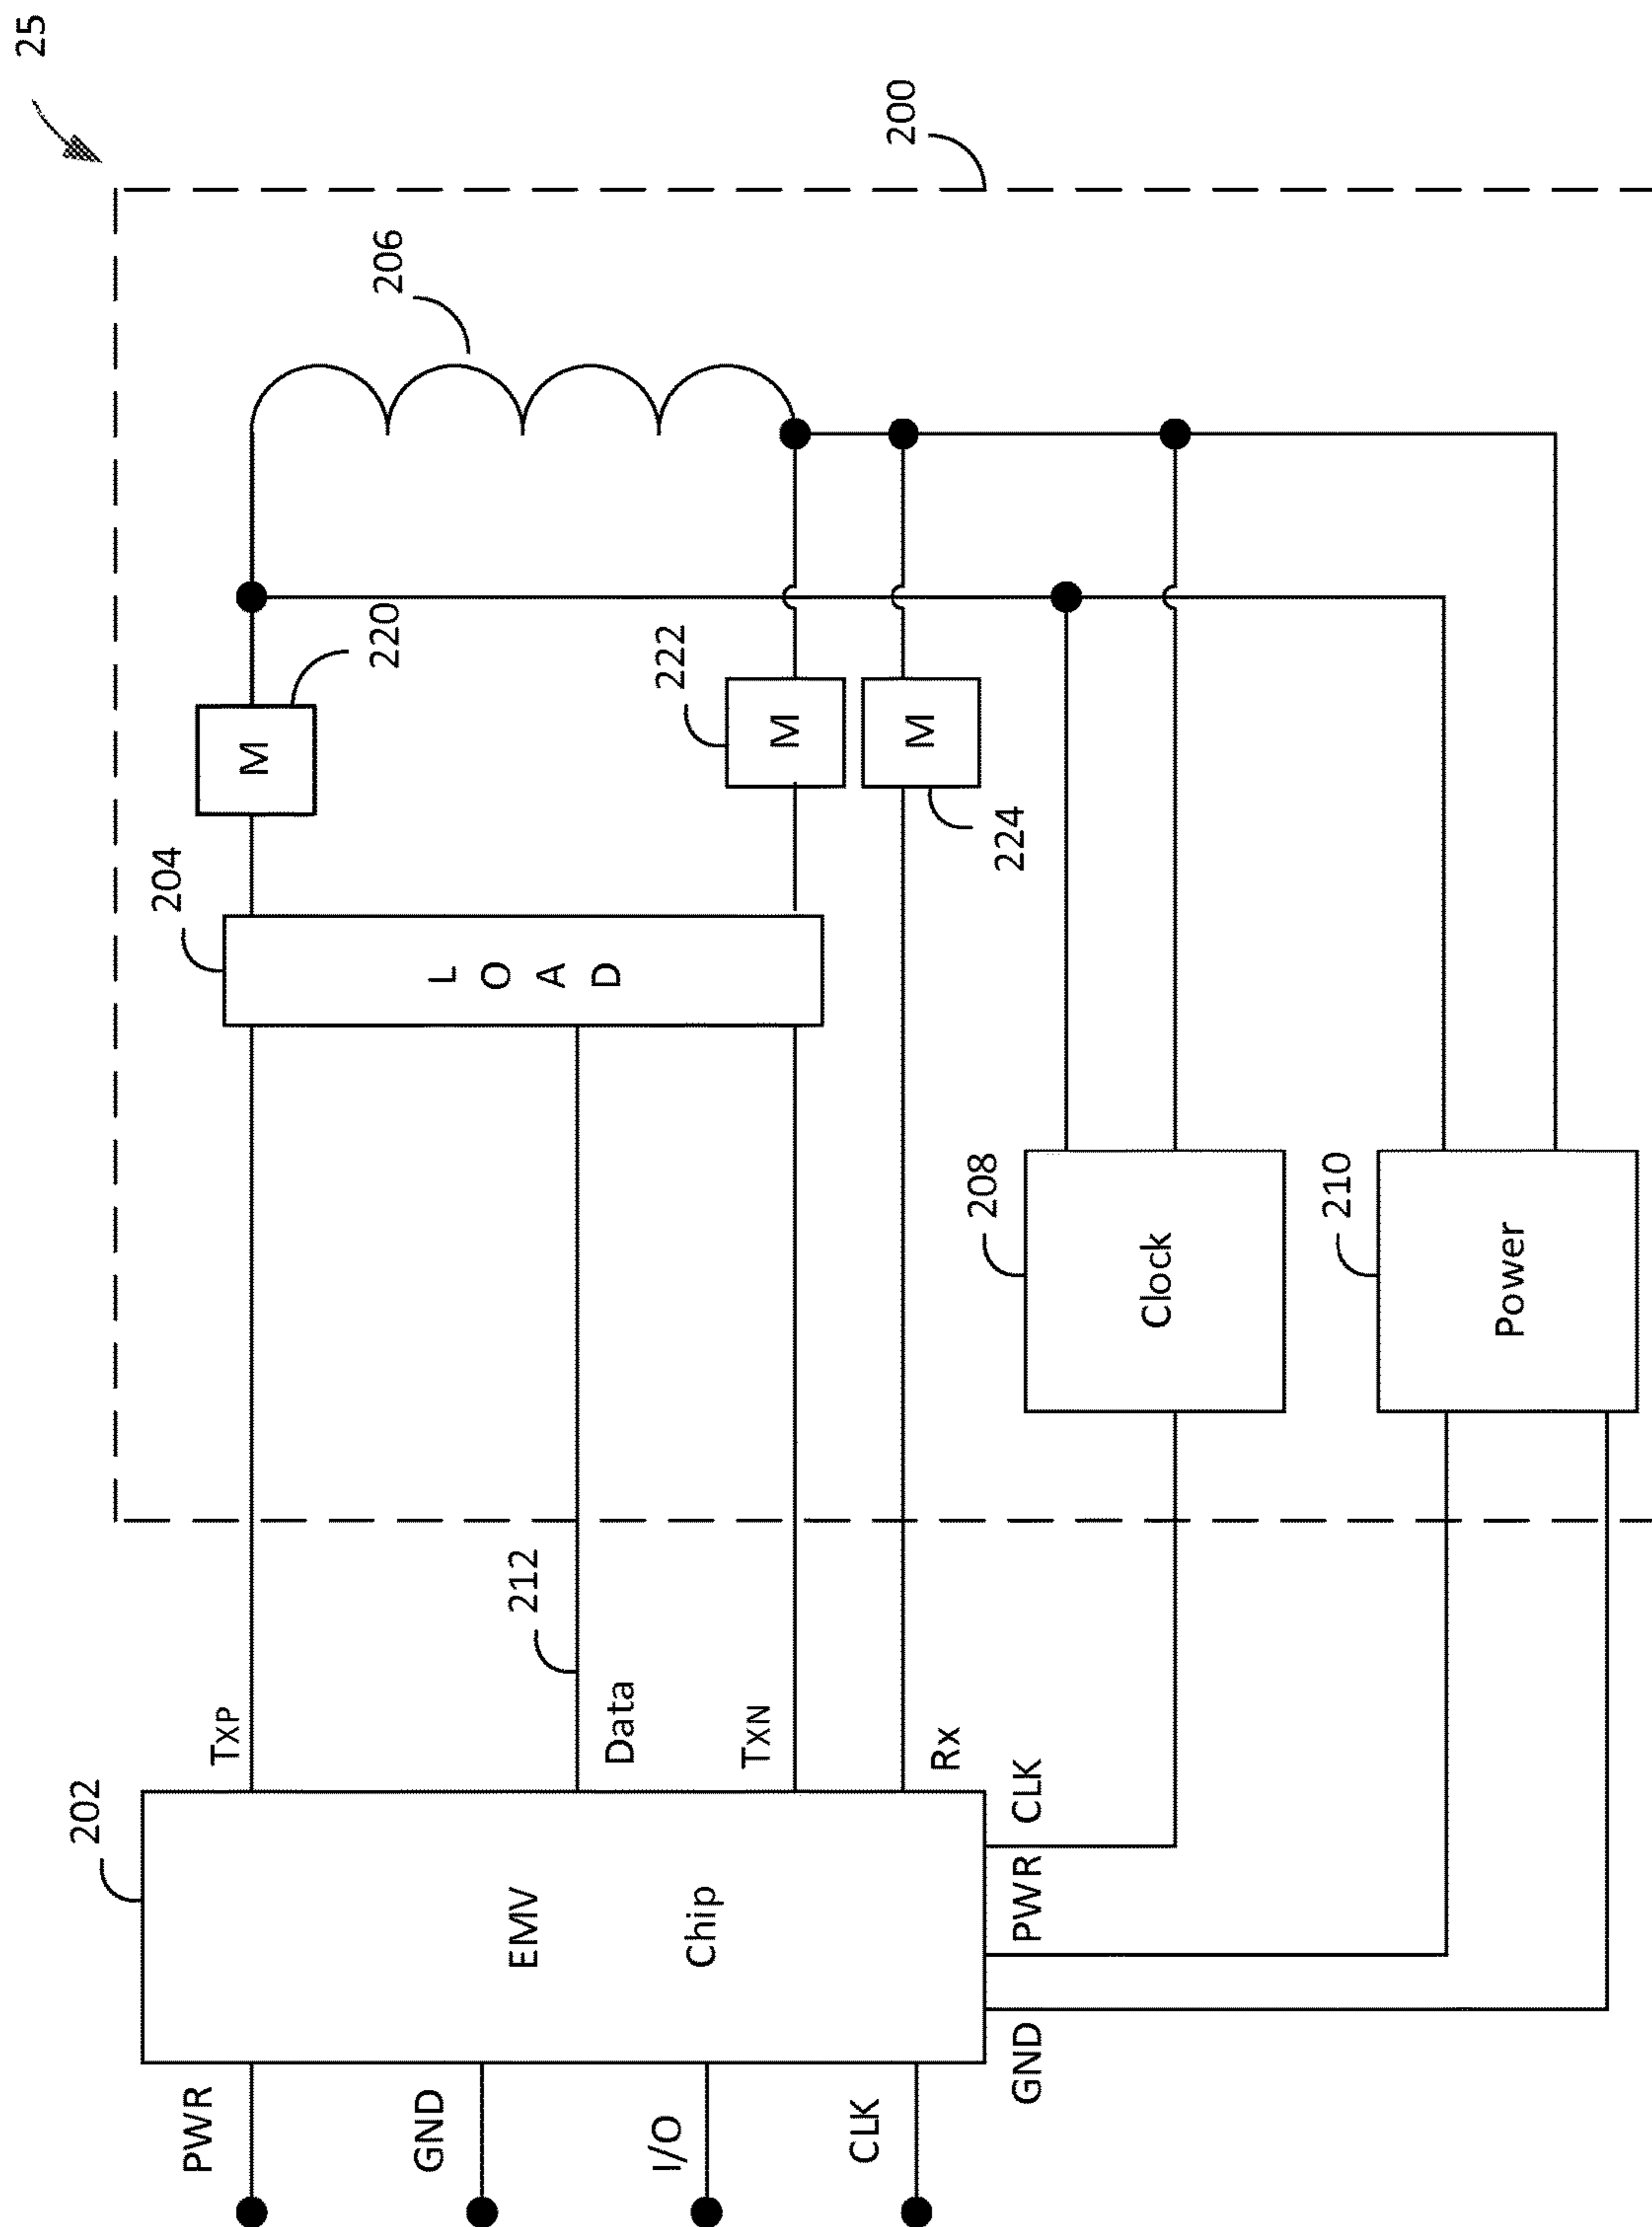 25
200
206
220
222
M
M
M
224
204
L
O
A
D
208
Clock
210
Power
212
TxP
Data
TxN
Rx
202
EMV
Chip
CLK
PWR
GND
PWR
GND
I/O
CLK